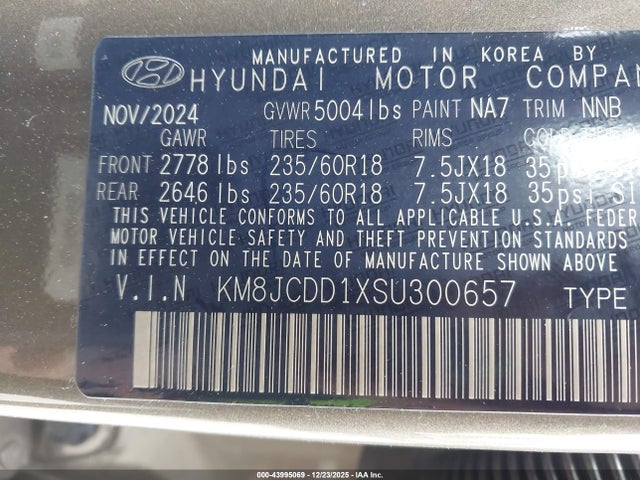 MANUFACTURED IN KOREA BY
HYUNDAI MOTOR COMPAN
NOV/2024 GVWR 5004lbs PAINT NA7 TRIM NNB
GAWR TIRES RIMS
FRONT 2778 lbs 235/60R18 7.5JX18 35
REAR 2646 lbs 235/60R18 7.5JX18 35psi
THIS VEHICLE CONFORMS TO ALL APPLICABLE U.S.A. FEDER
MOTOR VEHICLE SAFETY AND THEFT PREVENTION STANDARD
IN EFFECT ON THE DATE OF MANUFACTURE SHOWN ABOVE
V.I.N KM8JCDD1XSU300657 TYPE
000-43995069 - 12/23/2025 - IAA Inc.